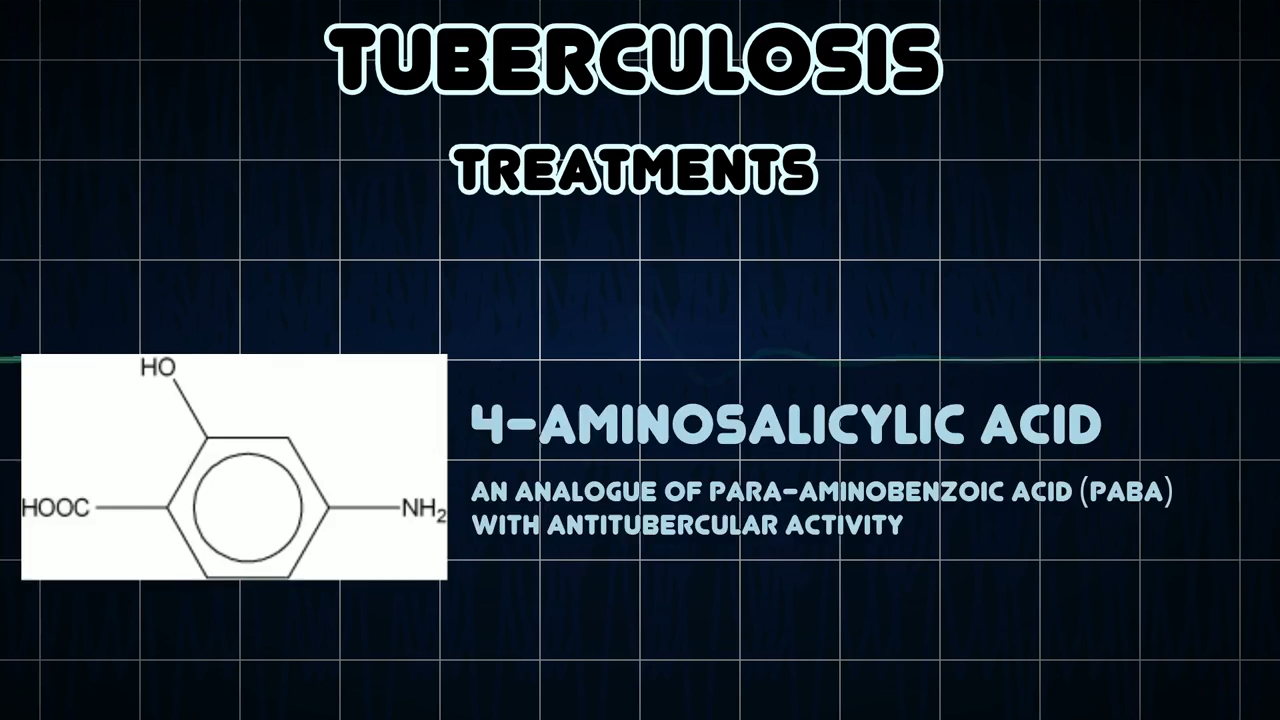 TUBERCULOSIS
TREATMENTS
HO
HOOC
NH₂
4-AMINOSALICYLIC ACID
AN ANALOGUE OF PARA-AMINOBENZOIC ACID (PABA)
WITH ANTITUBERCULAR ACTIVITY